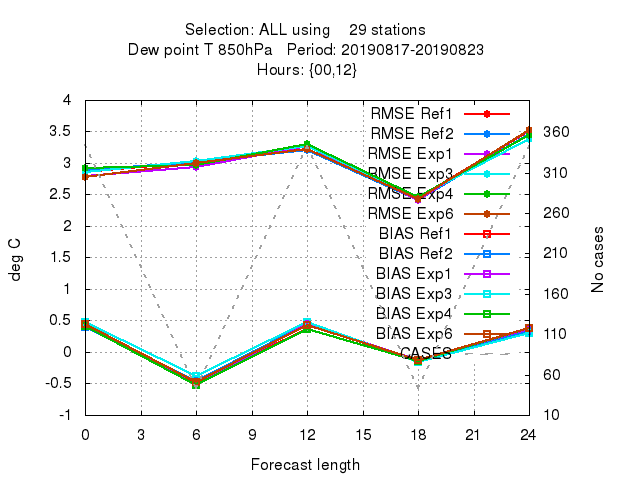 Selection: ALL using 29 stations
Dew point T 850hPa Period: 20190817-20190823
Hours: {00,12}
4
3.5
3
2.5
2
1.5
1
0.5
0
-0.5
-1
deg C
RMSE Ref1
RMSE Ref2
RMSE Exp1
RMSE Exp3
RMSE Exp4
RMSE Exp6
BIAS Ref1
BIAS Ref2
BIAS Exp1
BIAS Exp3
BIAS Exp4
BIAS Exp6
CASES
360
310
260
210
160
110
60
10
No cases
0 3 6 9 12 15 18 21 24
Forecast length